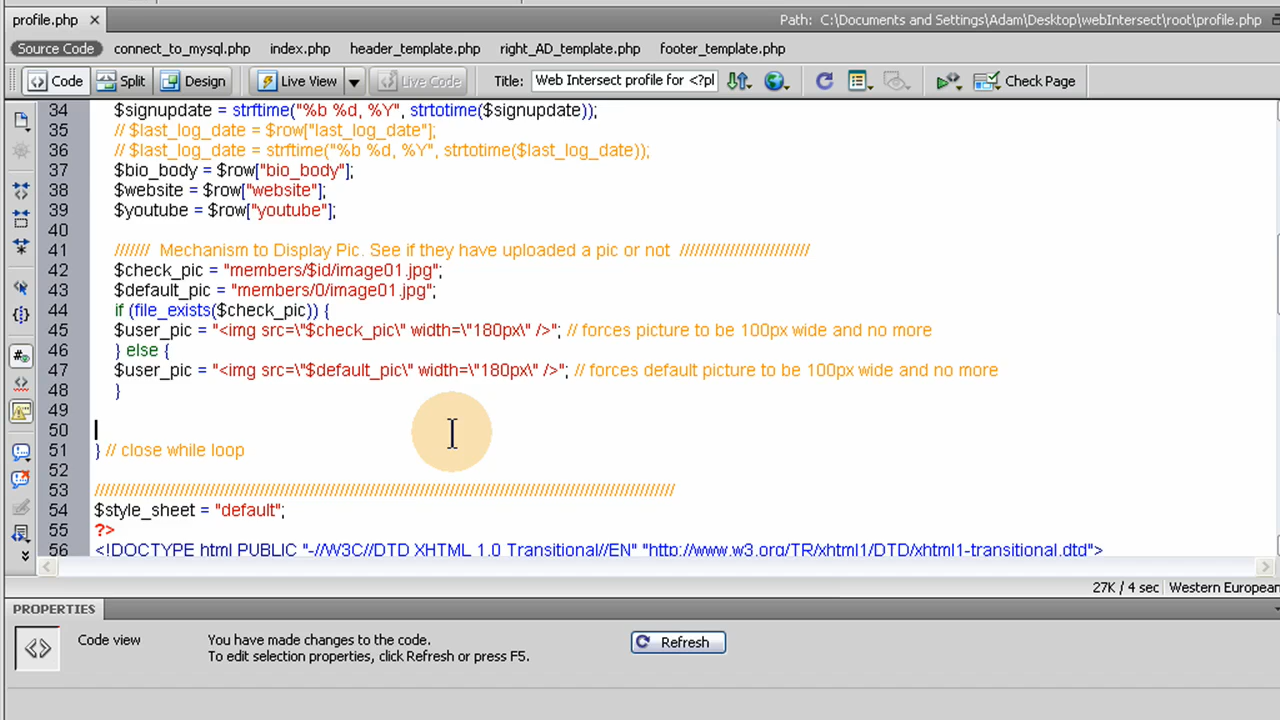 profile.php
Path: C:\Documents and Settings\Adam\Desktop\webIntersect\root\profile.php
Source Code connect_to_mysql.php index.php header_template.php right_AD_template.php footer_template.php
Code Split Design Live View Live Code Title: Web Intersect profile for <?pl Check Page
34 $signupdate = strftime("%b %d, %Y", strtotime($signupdate));
35 // $last_log_date = $row["last_log_date"];
36 // $last_log_date = strftime("%b %d, %Y", strtotime($last_log_date));
37 $bio_body = $row["bio_body"];
38 $website = $row["website"];
39 $youtube = $row["youtube"];
40
41 /////// Mechanism to Display Pic. See if they have uploaded a pic or not //////////////////////////
42 $check_pic = "members/$id/image01.jpg";
43 $default_pic = "members/0/image01.jpg";
44 if (file_exists($check_pic)) {
45 $user_pic = "<img src=\"$check_pic\" width=\"180px\" />"; // forces picture to be 100px wide and no more
46 } else {
47 $user_pic = "<img src=\"$default_pic\" width=\"180px\" />"; // forces default picture to be 100px wide and no more
48 }
49
50
51 } // close while loop
52
53 ////////////////////////////////////////////////////////////////////////////////////////////////////////////////////
54 $style_sheet = "default";
55 ?>
56 <!DOCTYPE html PUBLIC "-//W3C//DTD XHTML 1.0 Transitional//EN" "http://www.w3.org/TR/xhtml1/DTD/xhtml1-transitional.dtd">
27K / 4 sec Western European
PROPERTIES
Code view You have made changes to the code. Refresh
To edit selection properties, click Refresh or press F5.